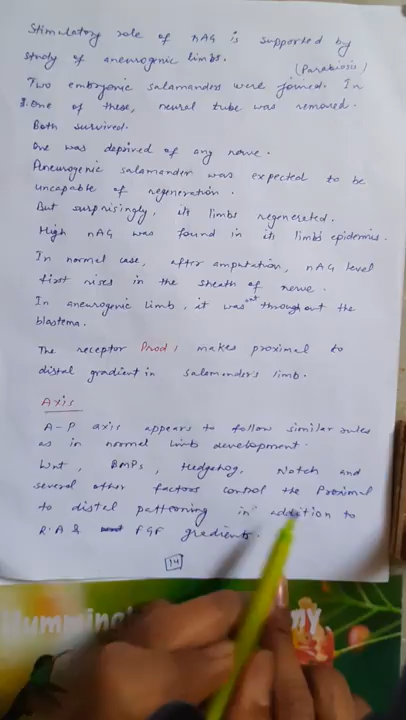 Stimulatory role of nAG is supported by
study of aneurogenic limbs.
(Parabiosis)
Two embryonic salamanders were joined. In
one of these, neural tube was removed.
Both survived.
One was deprived of any nerve.
Aneurogenic salamander was expected to be
uncapable of regeneration.
But surprisingly, its limbs regenerated.
High nAG was found in its limbs epidermis.
In normal case, after amputation, nAG level
first rises in the sheath of nerve.
In aneurogenic limb, it was throughout the
blastema.
The receptor Prod 1 makes proximal to
distal gradient in salamander's limb.
Axis
A-P axis appears to follow similar rules
as in normal limb development.
Wnt, BMPs, Hedgehog, Notch and
several other factors control the Proximal
to distal patterning in addition to
R.A & FGF gradients.
14